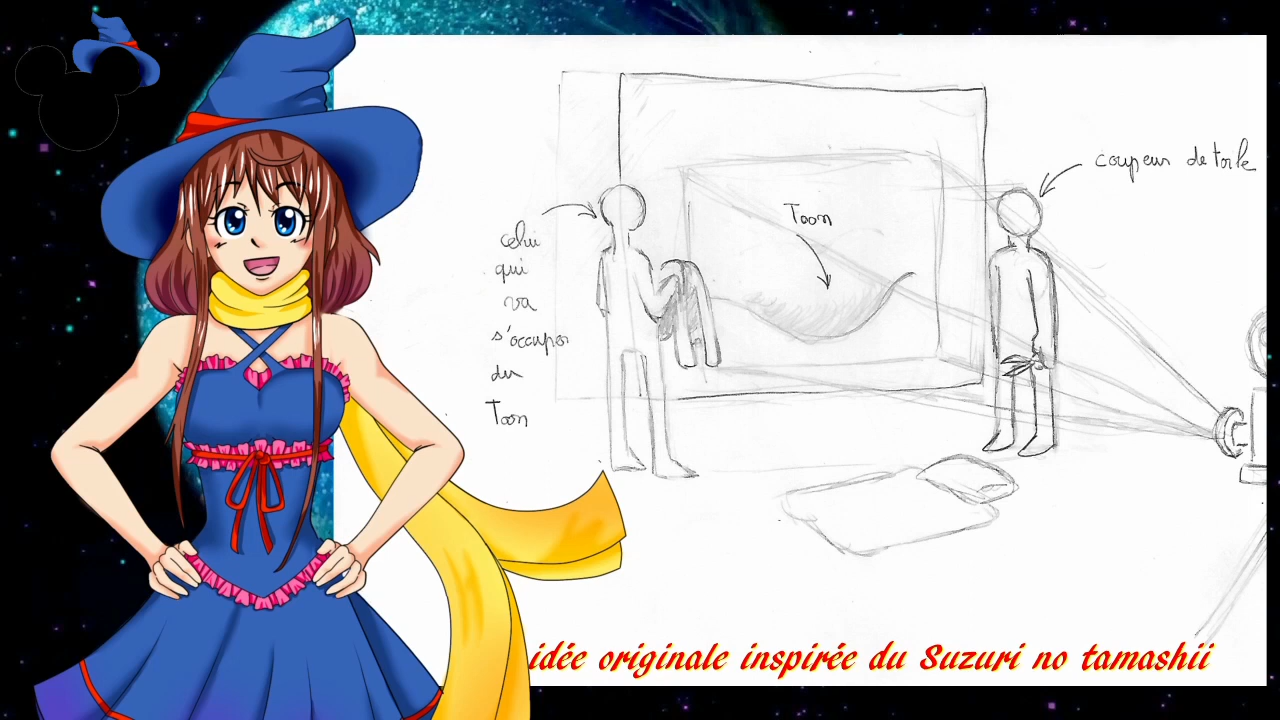 coupeur de toile
Toon
celui
qui
va
s'occuper
du
Toon
idée originale inspirée du Suzuri no tamashii